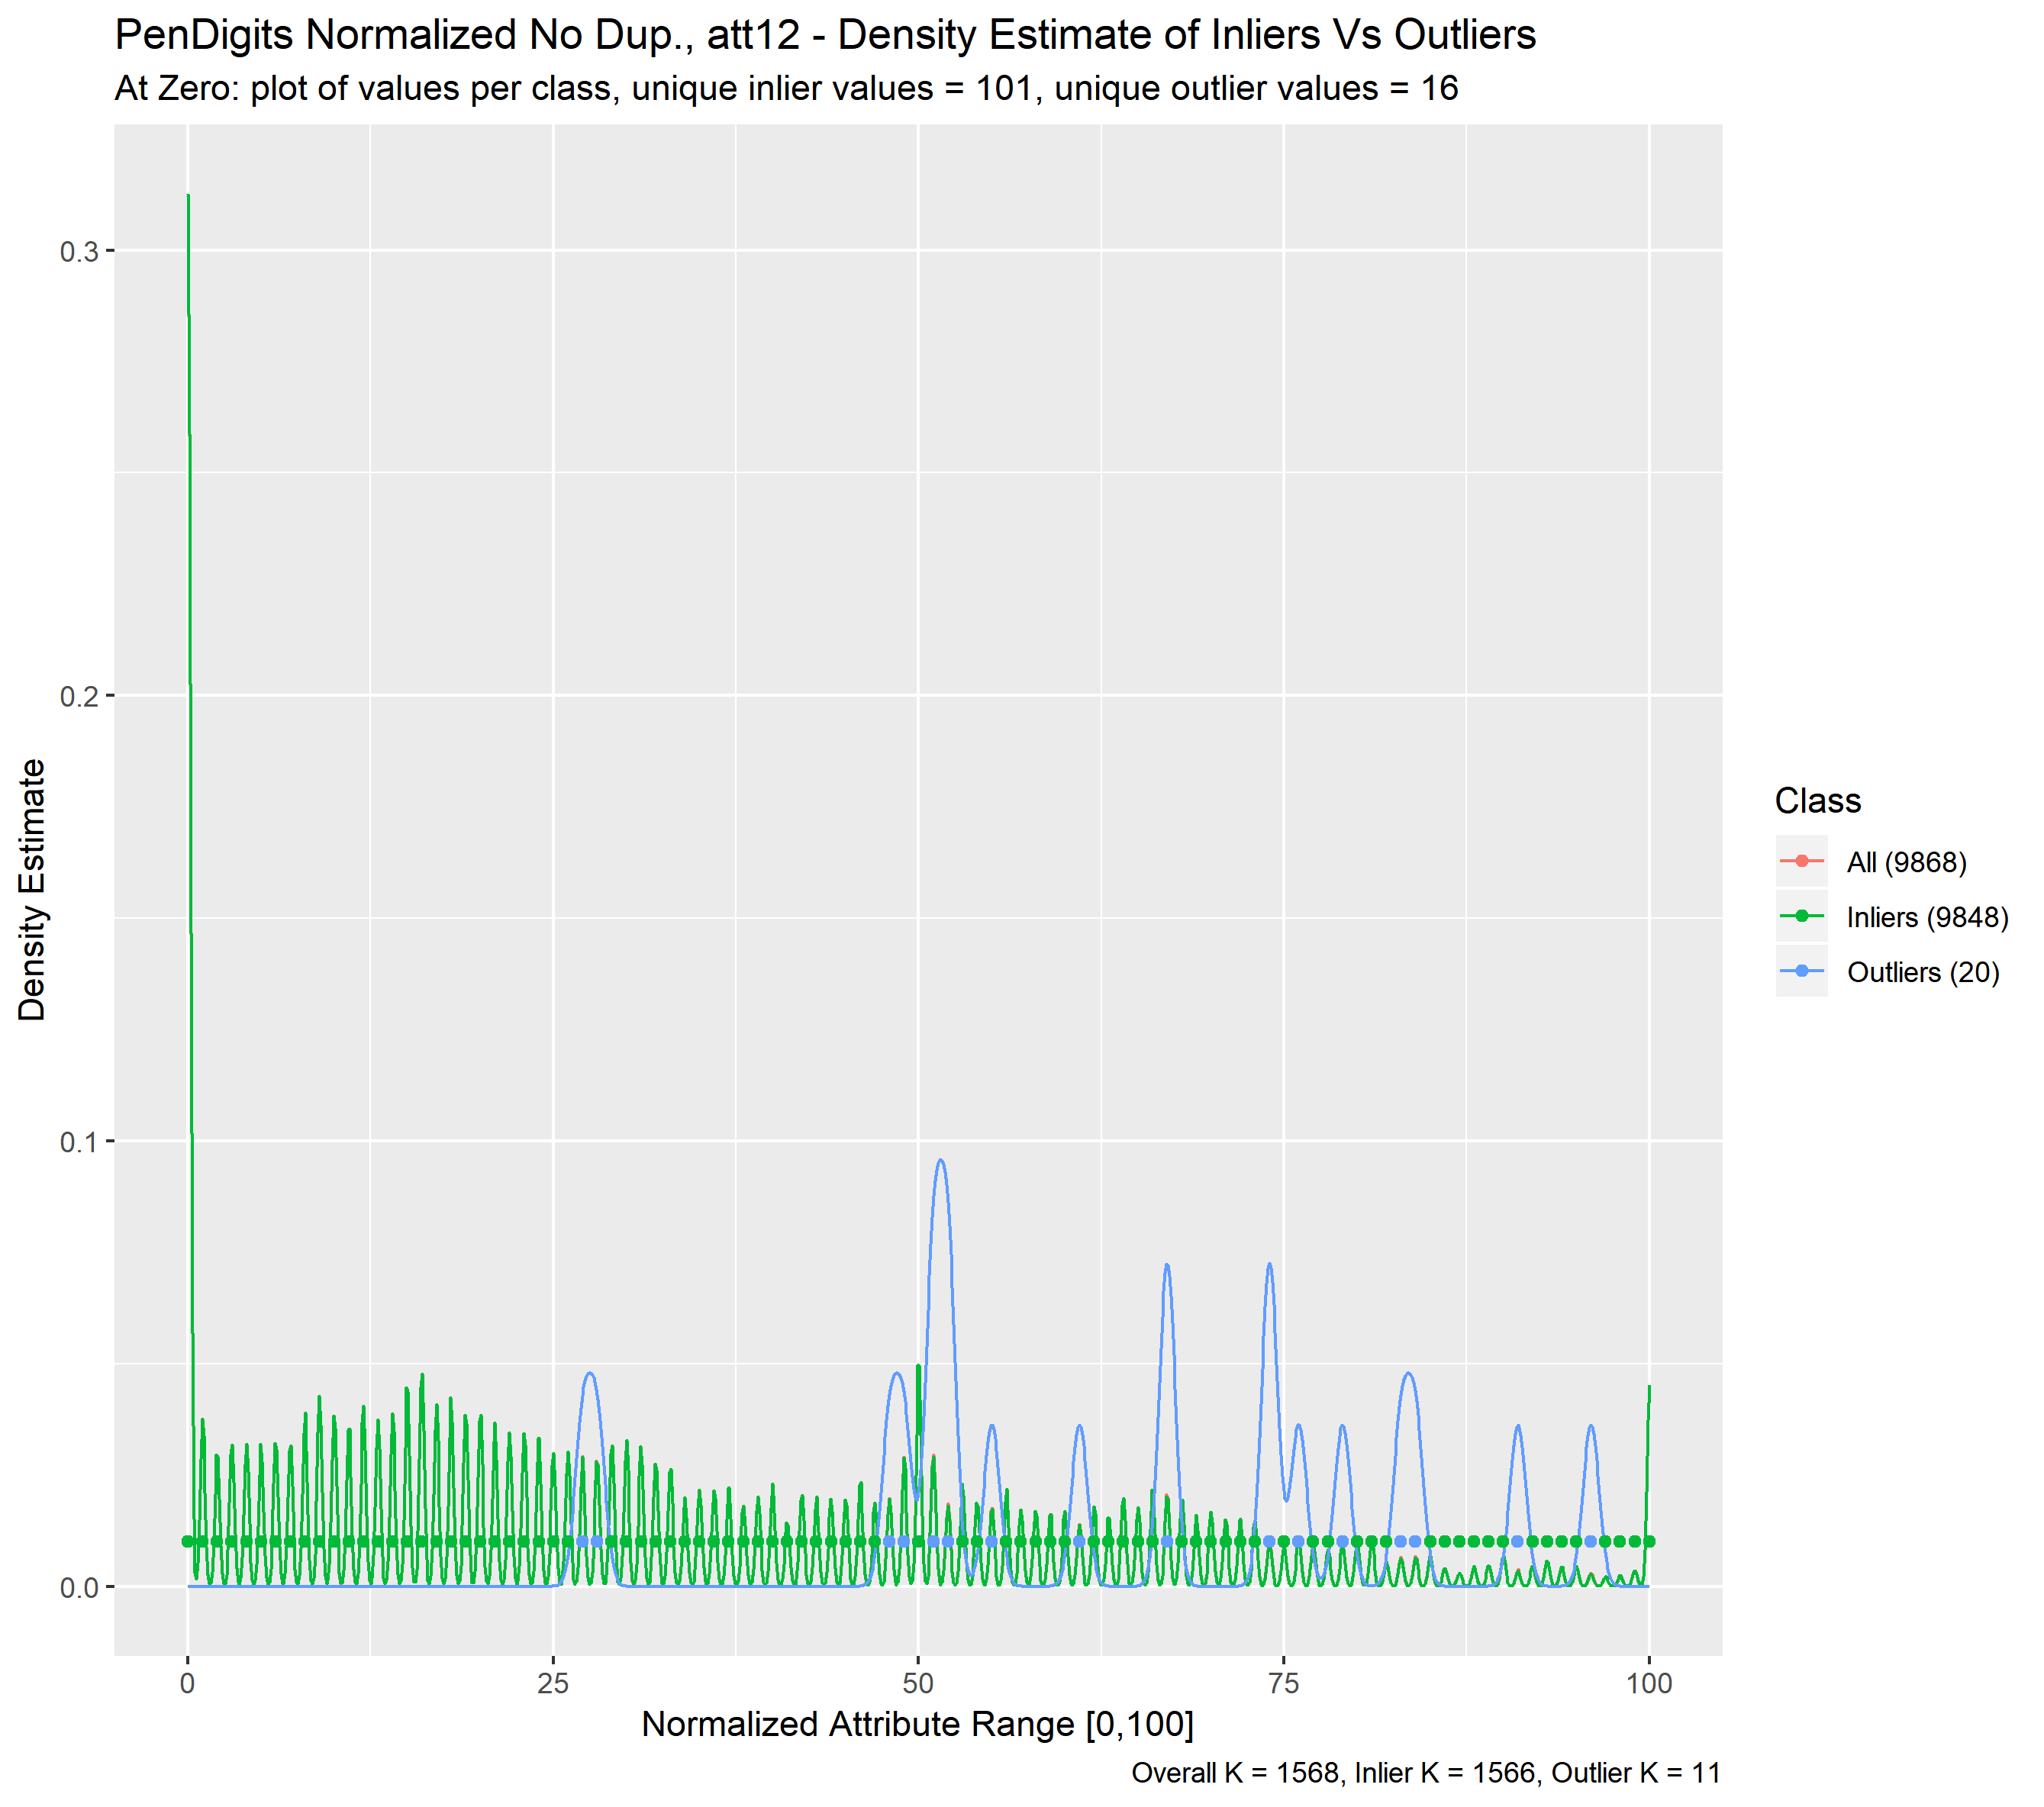 PenDigits Normalized No Dup., att12 - Density Estimate of Inliers Vs Outliers
At Zero: plot of values per class, unique inlier values = 101, unique outlier values = 16
Density Estimate
0.3
0.2
0.1
0.0
0 25 50 75 100
Normalized Attribute Range [0,100]
Overall K = 1568, Inlier K = 1566, Outlier K = 11
Class
All (9868)
Inliers (9848)
Outliers (20)